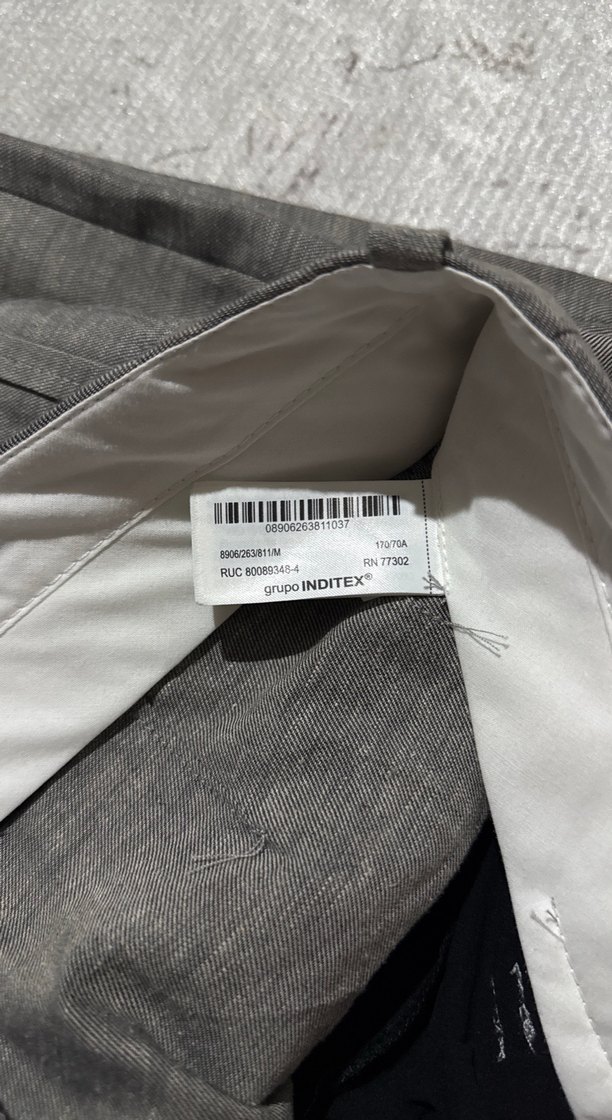 08906263811037
8906/263/811/M 170/70A
RUC 80089348-4 RN 77302
grupo INDITEX®